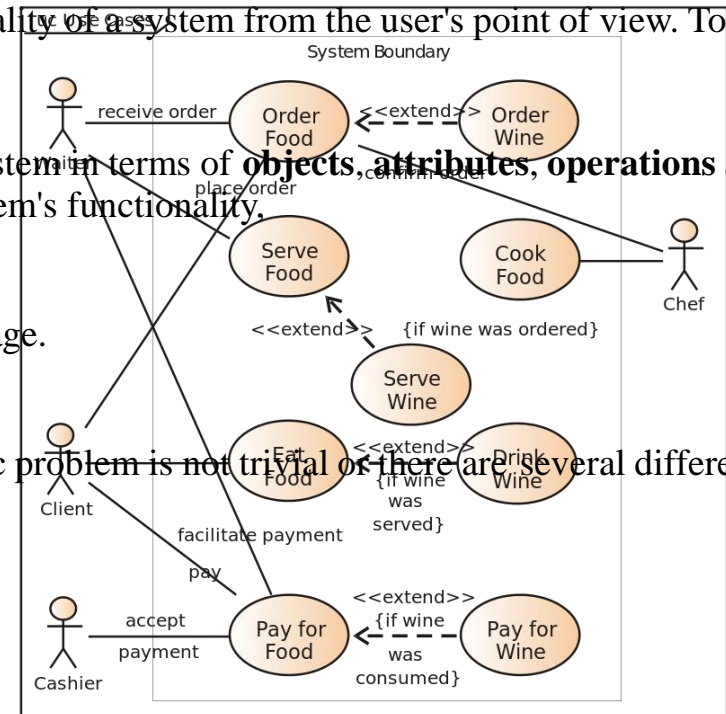 uc Use Cases
ality of a system from the user's point of view. To
System Boundary
receive order
Order
Food
<<extend>>
Order
Wine
Waiter
stem in terms of objects, attributes, operations
confirm order
place order
em's functionality,
Serve
Food
Cook
Food
Chef
<<extend>>
{if wine was ordered}
ge.
Serve
Wine
c problem is not trivial or there are several differe
Client
Eat
Food
<<extend>>
{if wine
was
served}
Drink
Wine
facilitate payment
pay
accept
payment
Cashier
Pay for
Food
<<extend>>
{if wine
was
consumed}
Pay for
Wine